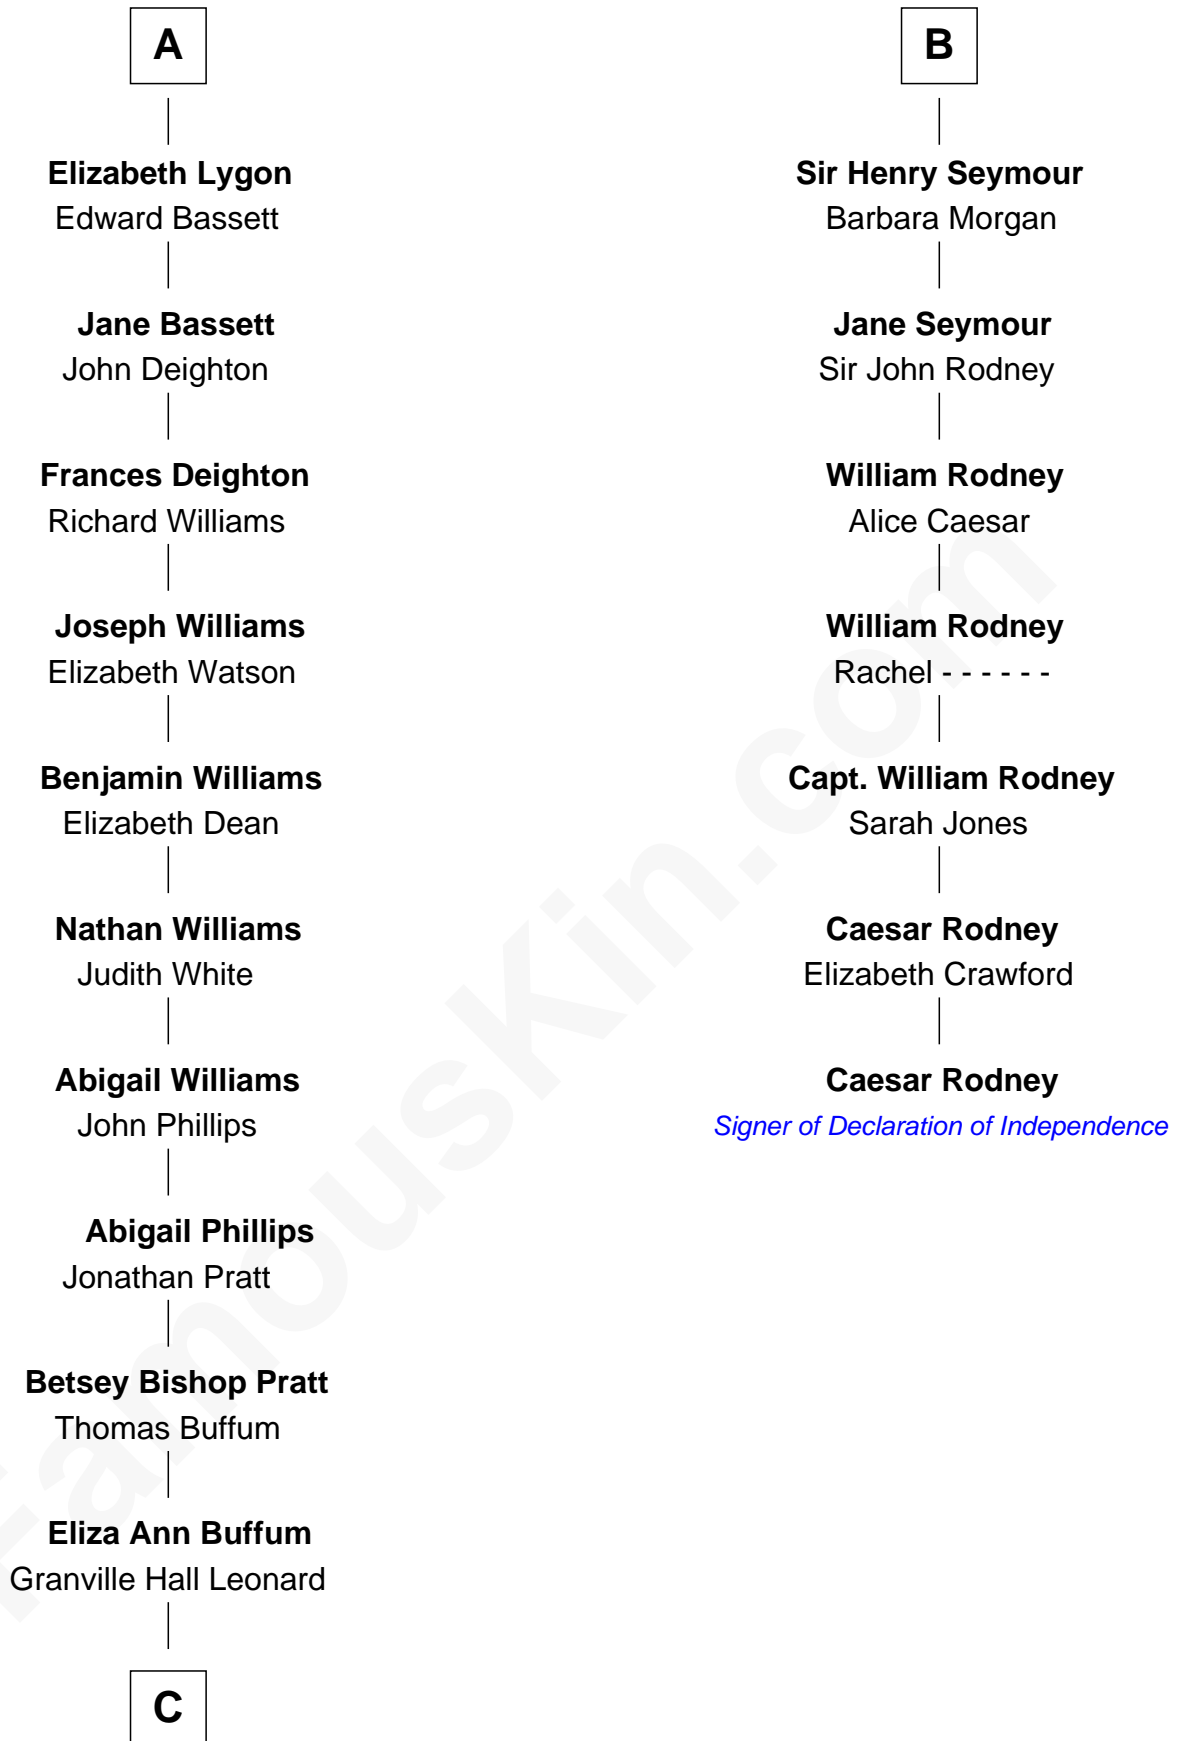 A
Elizabeth Lygon
Edward Bassett
Jane Bassett
John Deighton
Frances Deighton
Richard Williams
Joseph Williams
Elizabeth Watson
Benjamin Williams
Elizabeth Dean
Nathan Williams
Judith White
Abigail Williams
John Phillips
Abigail Phillips
Jonathan Pratt
Betsey Bishop Pratt
Thomas Buffum
Eliza Ann Buffum
Granville Hall Leonard
C
B
Sir Henry Seymour
Barbara Morgan
Jane Seymour
Sir John Rodney
William Rodney
Alice Caesar
William Rodney
Rachel - - - - - -
Capt. William Rodney
Sarah Jones
Caesar Rodney
Elizabeth Crawford
Caesar Rodney
Signer of Declaration of Independence
FamousKin.com